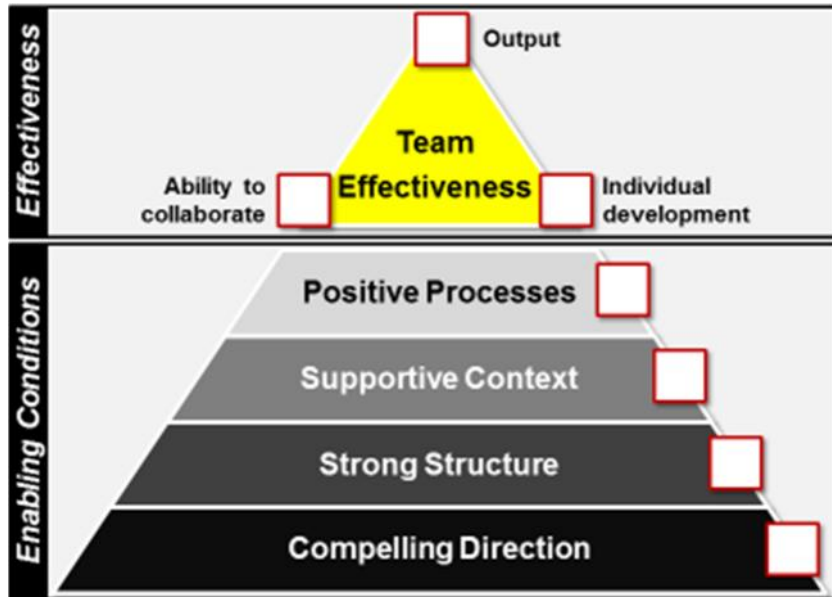 Effectiveness
Output
Team
Effectiveness
Ability to
collaborate
Individual
development
Enabling Conditions
Positive Processes
Supportive Context
Strong Structure
Compelling Direction